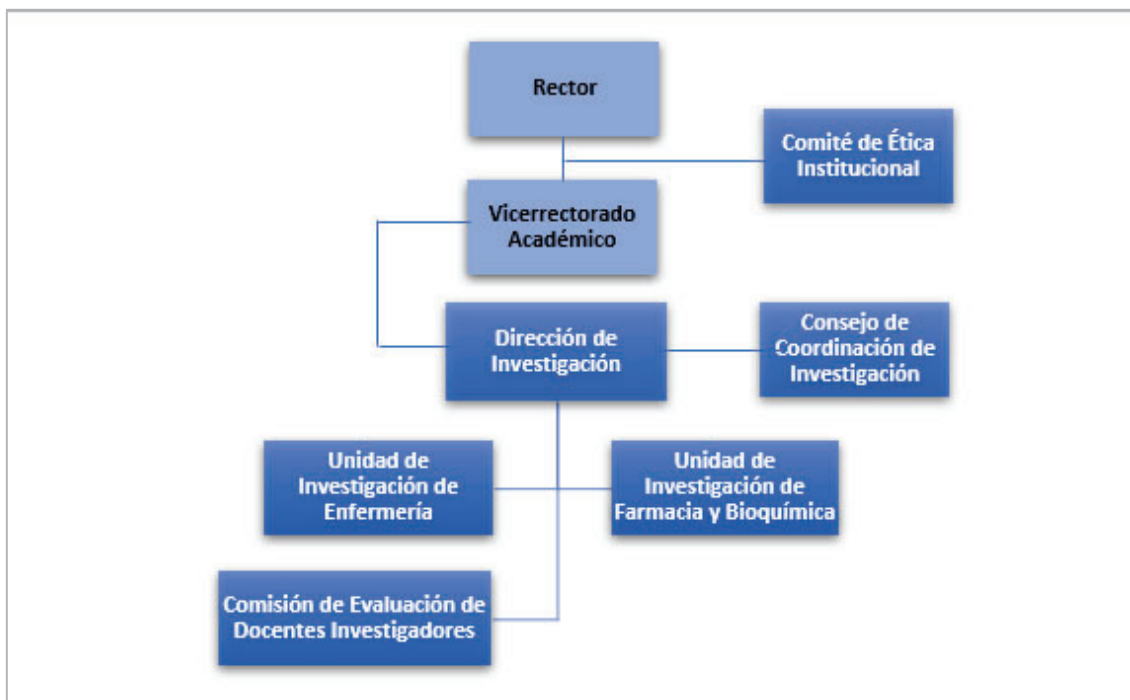 Rector
Comité de Ética
Institucional
Vicerrectorado
Académico
Dirección de
Investigación
Consejo de
Coordinación de
Investigación
Unidad de
Investigación de
Enfermería
Unidad de
Investigación de
Farmacia y Bioquímica
Comisión de Evaluación de
Docentes Investigadores